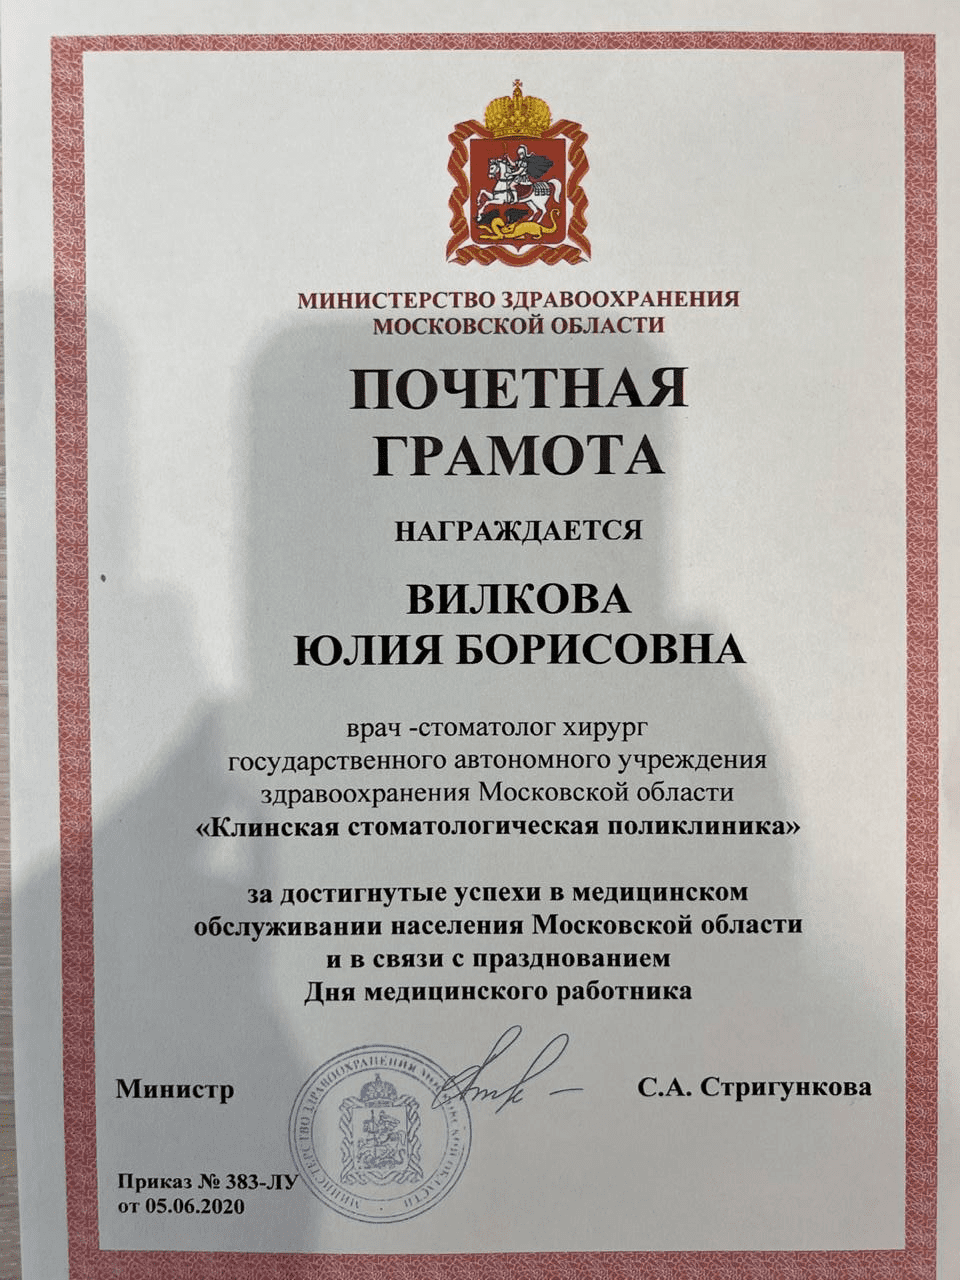 МИНИСТЕРСТВО ЗДРАВООХРАНЕНИЯ
МОСКОВСКОЙ ОБЛАСТИ
ПОЧЕТНАЯ
ГРАМОТА
НАГРАЖДАЕТСЯ
ВИЛКОВА
ЮЛИЯ БОРИСОВНА
врач -стоматолог хирург
государственного автономного учреждения
здравоохранения Московской области
«Клинская стоматологическая поликлиника»
за достигнутые успехи в медицинском
обслуживании населения Московской области
и в связи с празднованием
Дня медицинского работника
Министр
С.А. Стригункова
МИНИСТЕРСТВО ЗДРАВООХРАНЕНИЯ МОСКОВСКОЙ ОБЛАСТИ
Приказ № 383-ЛУ
от 05.06.2020